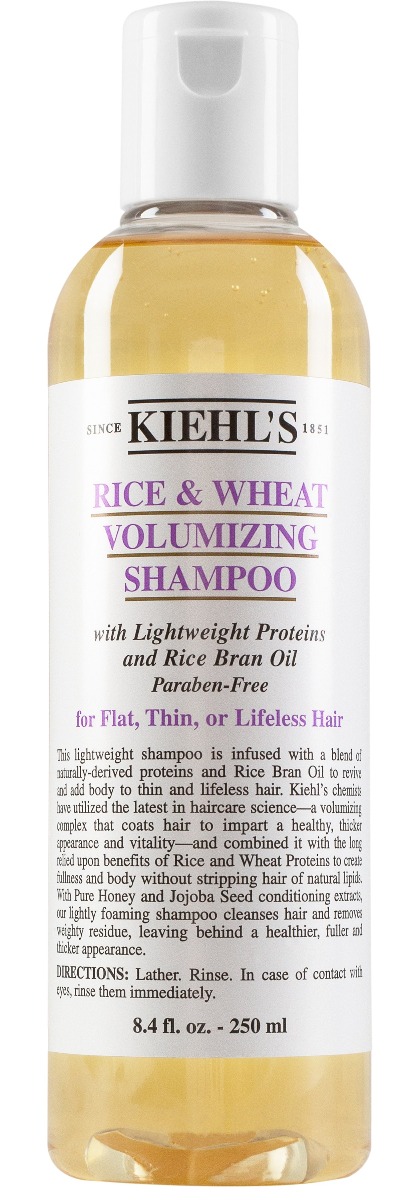 SINCE KIEHL'S 1851
RICE & WHEAT
VOLUMIZING
SHAMPOO
with Lightweight Proteins
and Rice Bran Oil
Paraben-Free
for Flat, Thin, or Lifeless Hair
This lightweight shampoo is infused with a blend of
naturally-derived proteins and Rice Bran Oil to revive
and add body to thin and lifeless hair. Kiehl's chemists
have utilized the latest in haircare science—a volumizing
complex that coats hair to impart a healthy, thicker
appearance and vitality—and combined it with the long
relied upon benefits of Rice and Wheat Proteins to create
fullness and body without stripping hair of natural lipids.
With Pure Honey and Jojoba Seed conditioning extracts,
our lightly foaming shampoo cleanses hair and removes
weighty residue, leaving behind a healthier, fuller and
thicker appearance.
DIRECTIONS: Lather. Rinse. In case of contact with
eyes, rinse them immediately.
8.4 fl. oz. - 250 ml